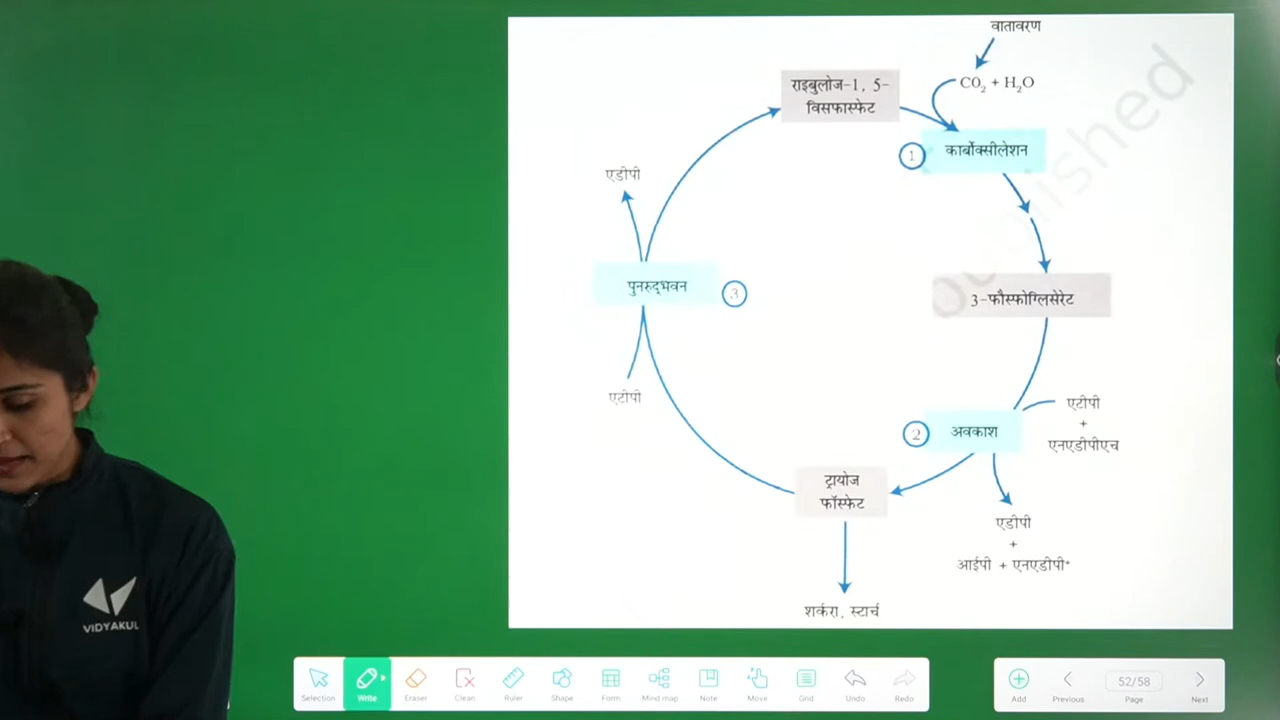 वातावरण
CO₂ + H₂O
राइबुलोज-1, 5-
विसफास्फेट
1
कार्बोक्सीलेशन
एडीपी
पुनरुद्भवन
3
3-फौस्फोग्लिसेरेट
एटीपी
एटीपी
+
एनएडीपीएच
2
अवकाश
ट्रायोज
फॉस्फेट
एडीपी
+
आईपी + एनएडीपी⁺
शर्करा, स्टार्च
VIDYAKUL
Selection
Write
Eraser
Clean
Ruler
Shape
Form
Mind map
Note
Move
Grid
Undo
Redo
Add
Previous
52/58
Page
Next